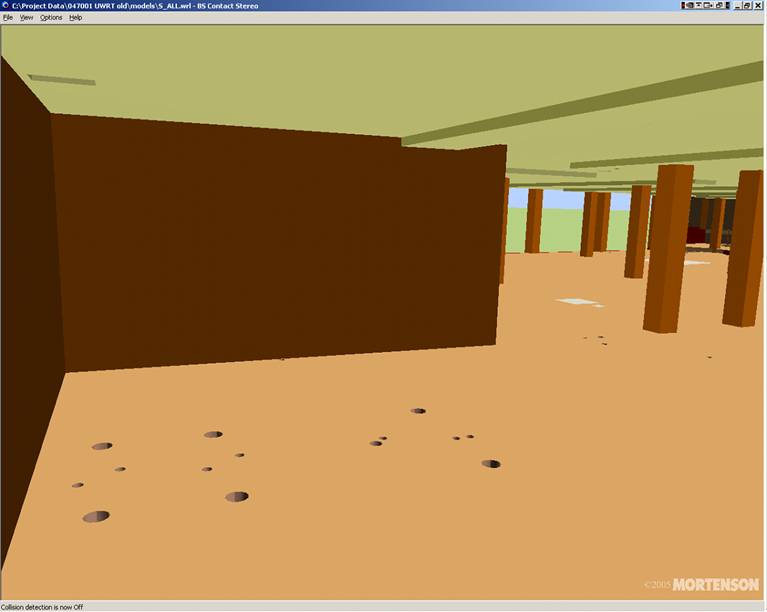 C:\Project Data\047001 UWRT old\models\S_ALL.wrl - BS Contact Stereo
File View Options Help
©2005 MORTENSON
Collision detection is now Off